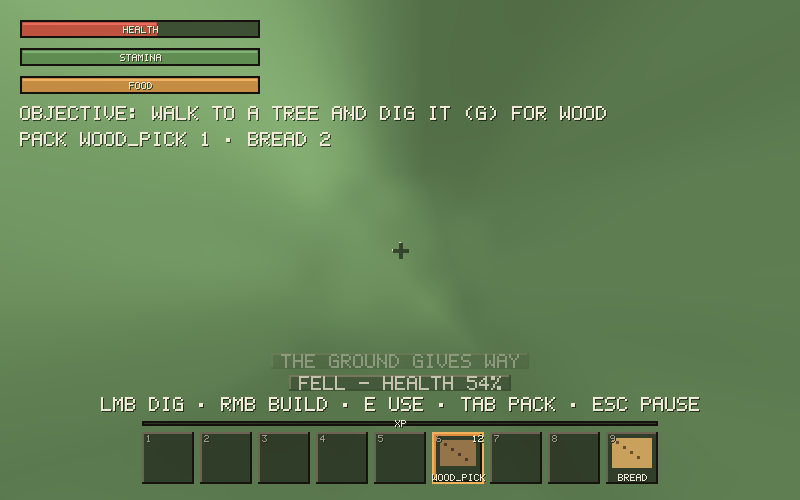 HEALTH
STAMINA
FOOD
OBJECTIVE: WALK TO A TREE AND DIG IT (G) FOR WOOD
PACK WOOD_PICK 1 · BREAD 2
THE GROUND GIVES WAY
FELL - HEALTH 54%
LMB DIG · RMB BUILD · E USE · TAB PACK · ESC PAUSE
XP
1 2 3 4 5 6 12 7 8 9
WOOD_PICK BREAD